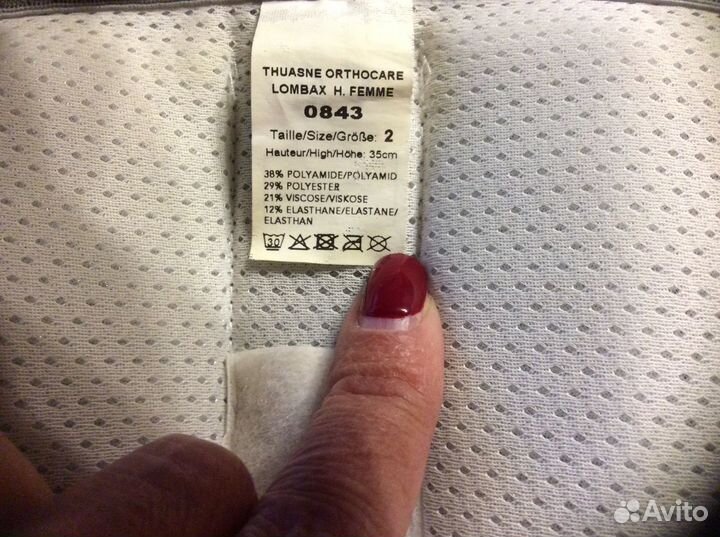 THUASNE ORTHOCARE
LOMBAX H. FEMME
0843
Taille/Size/Größe: 2
Hauteur/High/Höhe: 35cm
38% POLYAMIDE/POLYAMID
29% POLYESTER
21% VISCOSE/VISKOSE
12% ELASTHANE/ELASTANE/
ELASTHAN
30
Avito